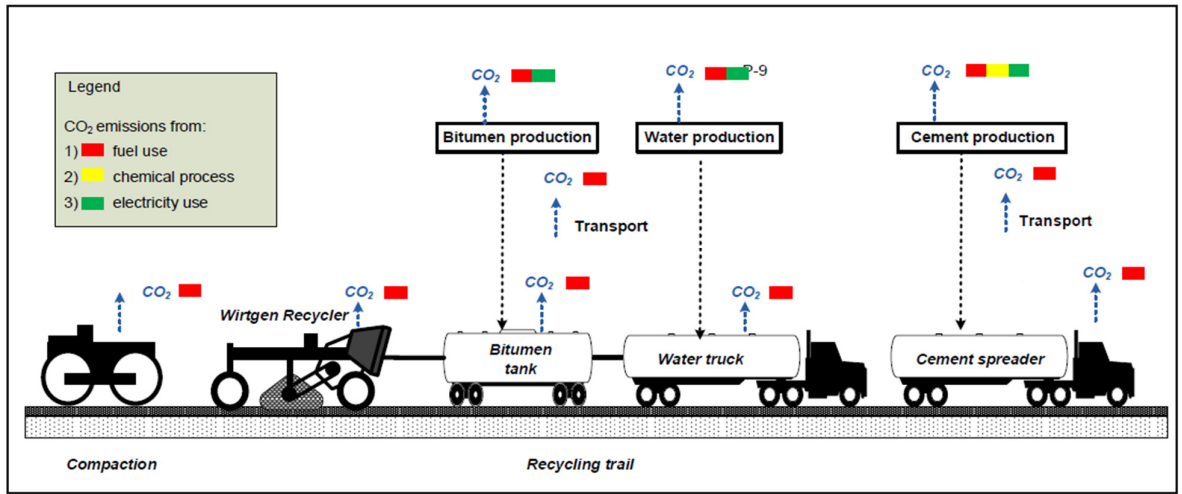 Legend
CO2 emissions from:
1) fuel use
2) chemical process
3) electricity use
CO2
CO2
P-9
CO2
Bitumen production
Water production
Cement production
CO2
CO2
Transport
Transport
CO2
CO2
CO2
CO2
CO2
Wirtgen Recycler
Bitumen
tank
Water truck
Cement spreader
Compaction
Recycling trail